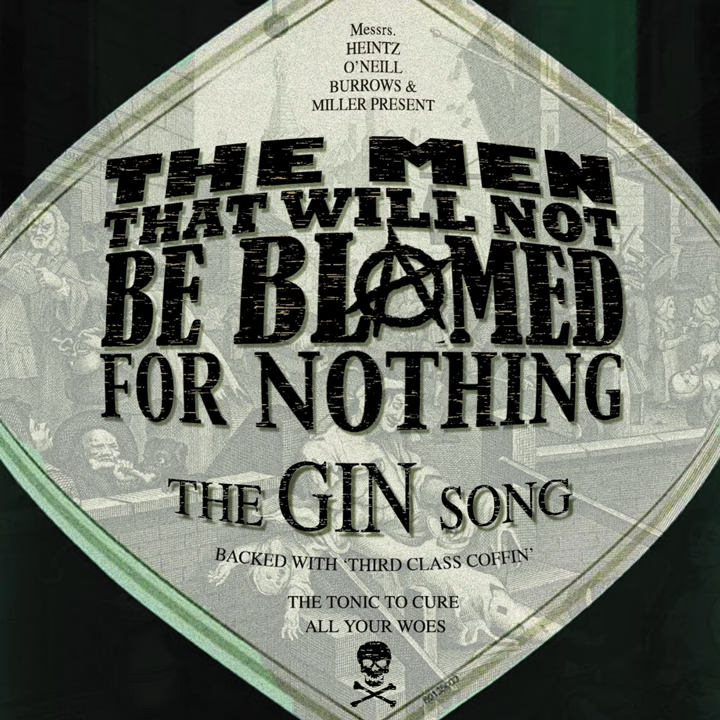 Messrs.
HEINTZ
O'NEILL
BURROWS &
MILLER PRESENT
THE MEN
THAT WILL NOT
BE BLAMED
FOR NOTHING
THE GIN SONG
BACKED WITH 'THIRD CLASS COFFIN'
THE TONIC TO CURE
ALL YOUR WOES